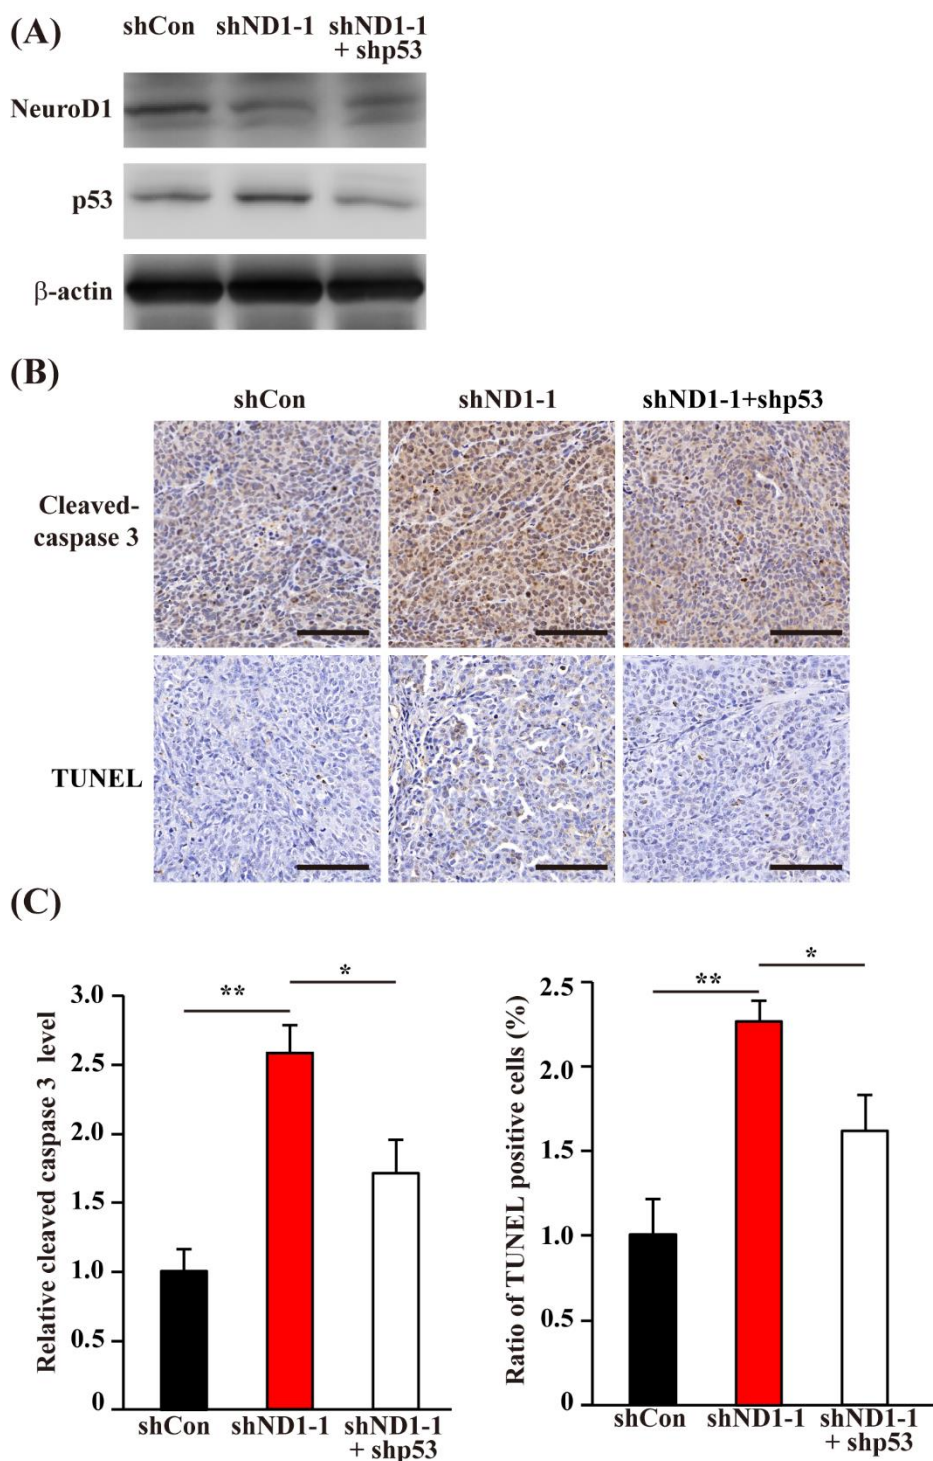 (A)
shCon shND1-1 shND1-1
+ shp53
NeuroD1
p53
β-actin
(B)
shCon shND1-1 shND1-1+shp53
Cleaved-
caspase 3
TUNEL
(C)
Relative cleaved caspase 3 level
3.0
2.5
2.0
1.5
1.0
0.5
0
**
*
shCon shND1-1 shND1-1
+ shp53
Ratio of TUNEL positive cells (%)
2.5
2.0
1.5
1.0
0.5
0
**
*
shCon shND1-1 shND1-1
+ shp53